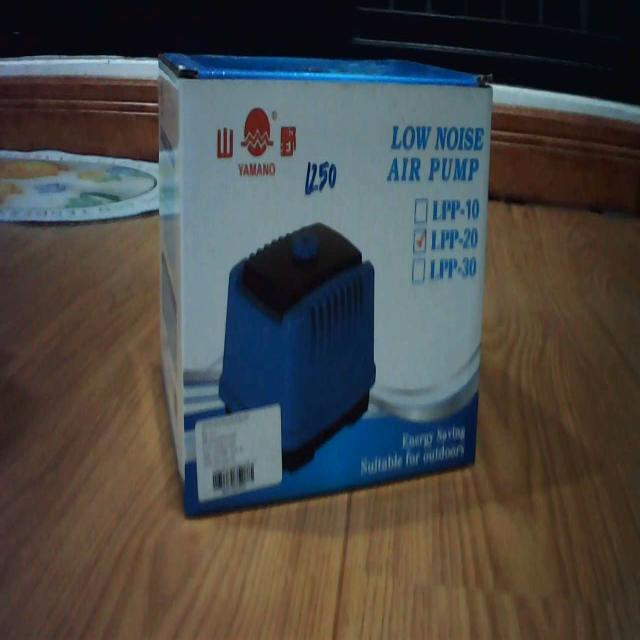 山
YAMANO
1250
LOW NOISE
AIR PUMP
LPP-10
LPP-20
LPP-30
Energy Saving
Suitable for outdoors